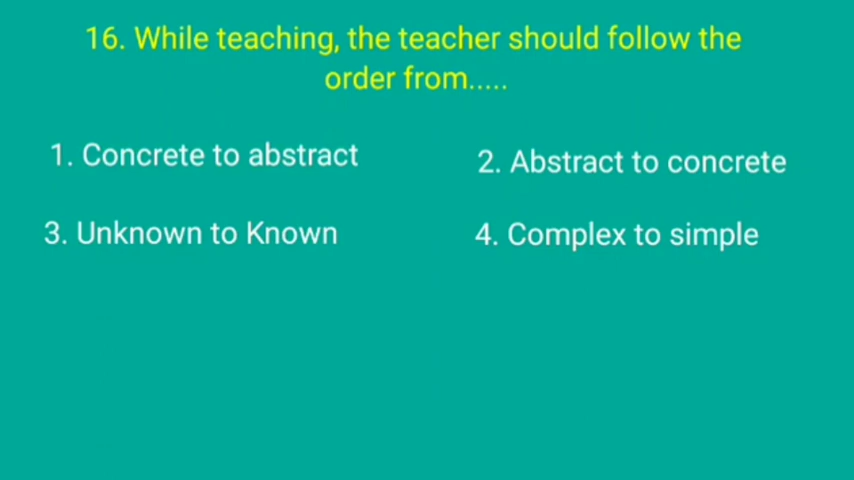 16. While teaching, the teacher should follow the
order from.....
1. Concrete to abstract
2. Abstract to concrete
3. Unknown to Known
4. Complex to simple